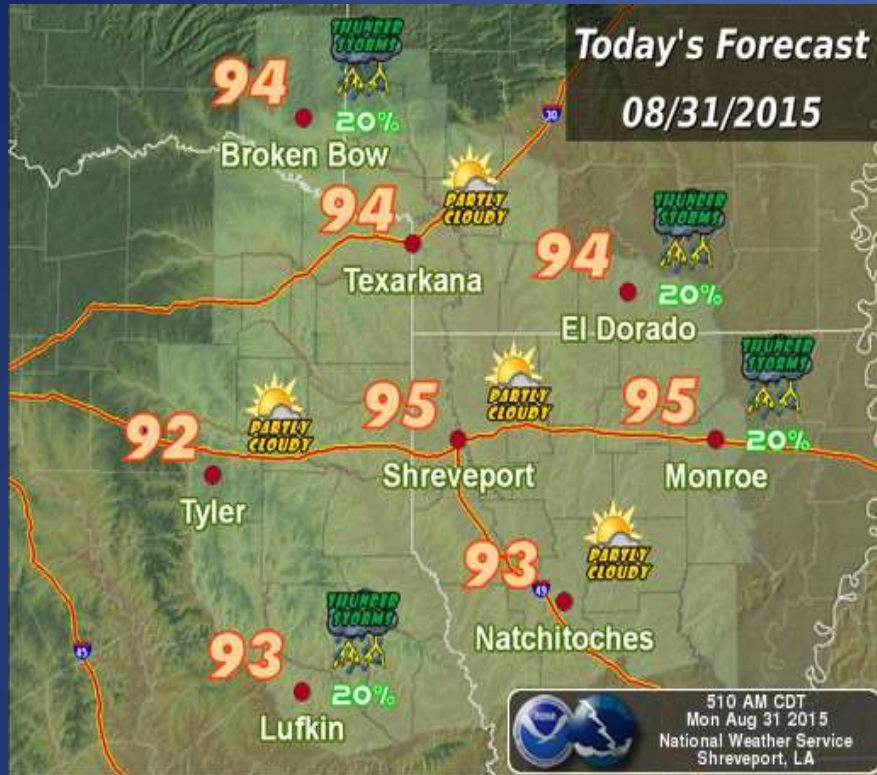 Today's Forecast
08/31/2015
94
THUNDER
STORMS
20%
Broken Bow
30
94
PARTLY
CLOUDY
Texarkana
94
THUNDER
STORMS
20%
El Dorado
92
PARTLY
CLOUDY
Tyler
95
PARTLY
CLOUDY
Shreveport
95
THUNDER
STORMS
20%
Monroe
93
PARTLY
CLOUDY
49
Natchitoches
45
93
THUNDER
STORMS
20%
Lufkin
noaa
510 AM CDT
Mon Aug 31 2015
National Weather Service
Shreveport, LA